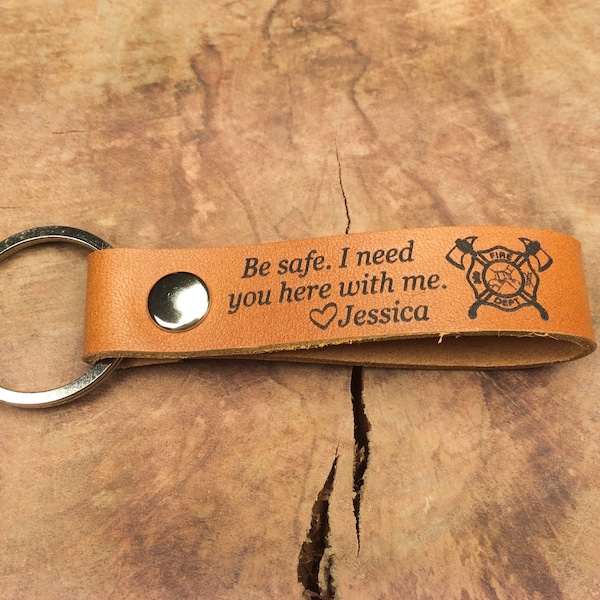 Be safe. I need
you here with me.
♡Jessica
FIRE
DEPT